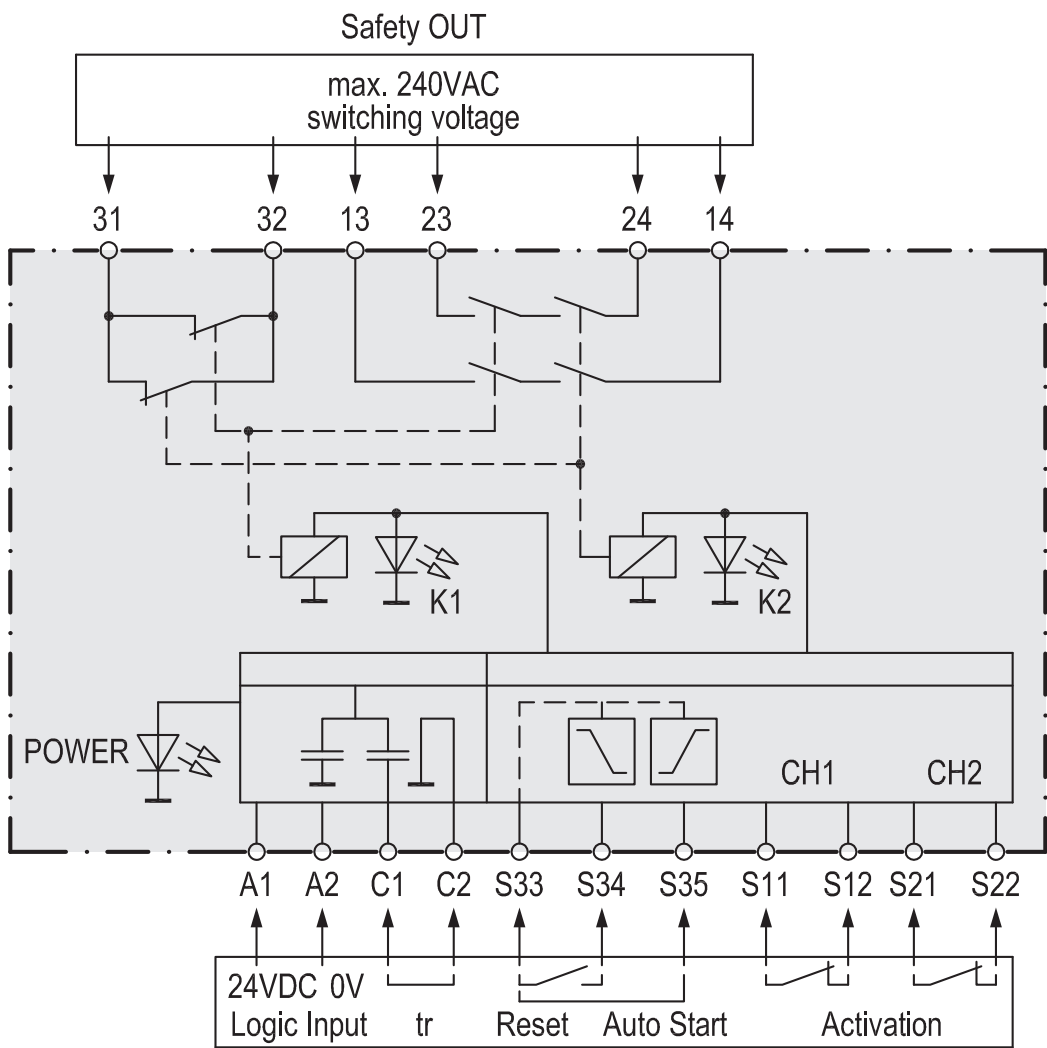 Safety OUT
max. 240VAC
switching voltage
31 32 13 23 24 14
K1 K2
POWER
CH1 CH2
A1 A2 C1 C2 S33 S34 S35 S11 S12 S21 S22
24VDC 0V
Logic Input tr Reset Auto Start Activation